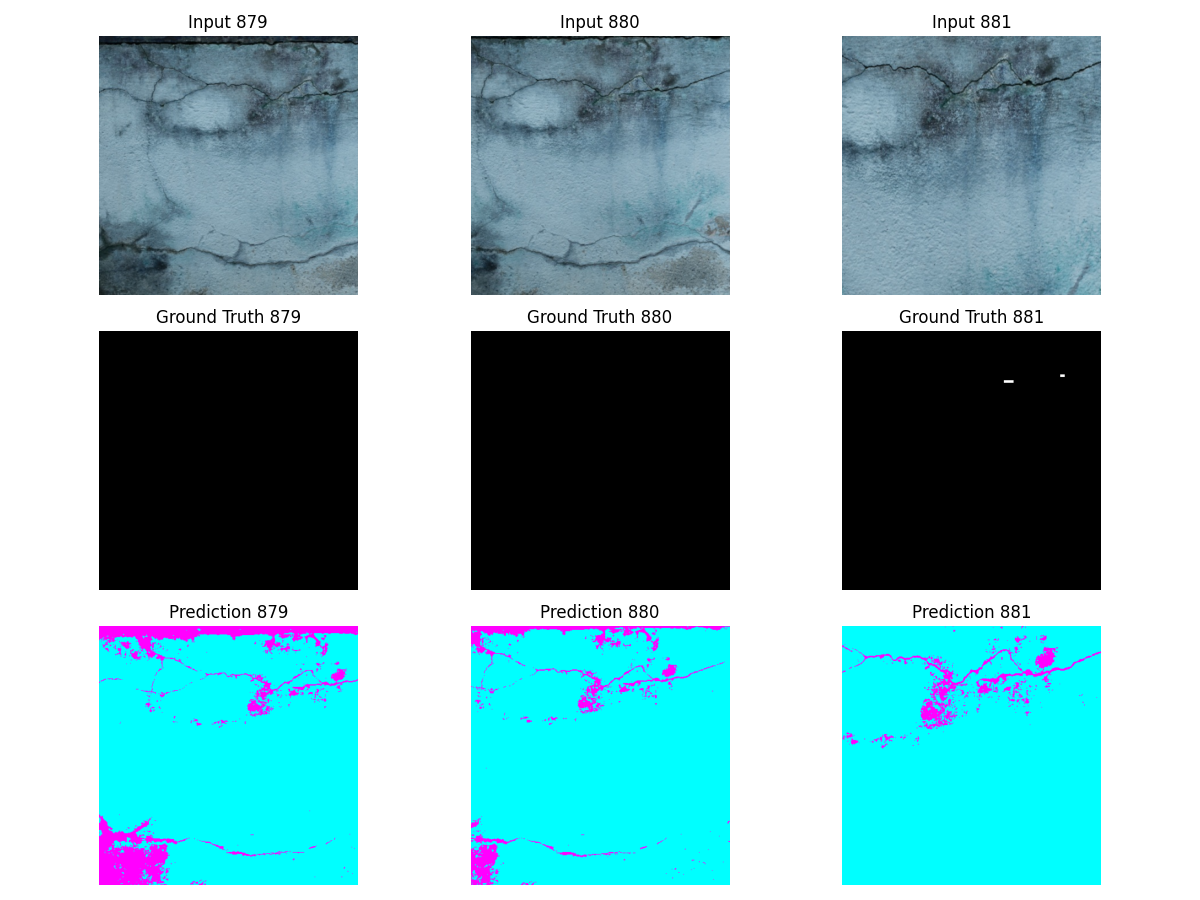 Input 879
Input 880
Input 881
Ground Truth 879
Ground Truth 880
Ground Truth 881
Prediction 879
Prediction 880
Prediction 881